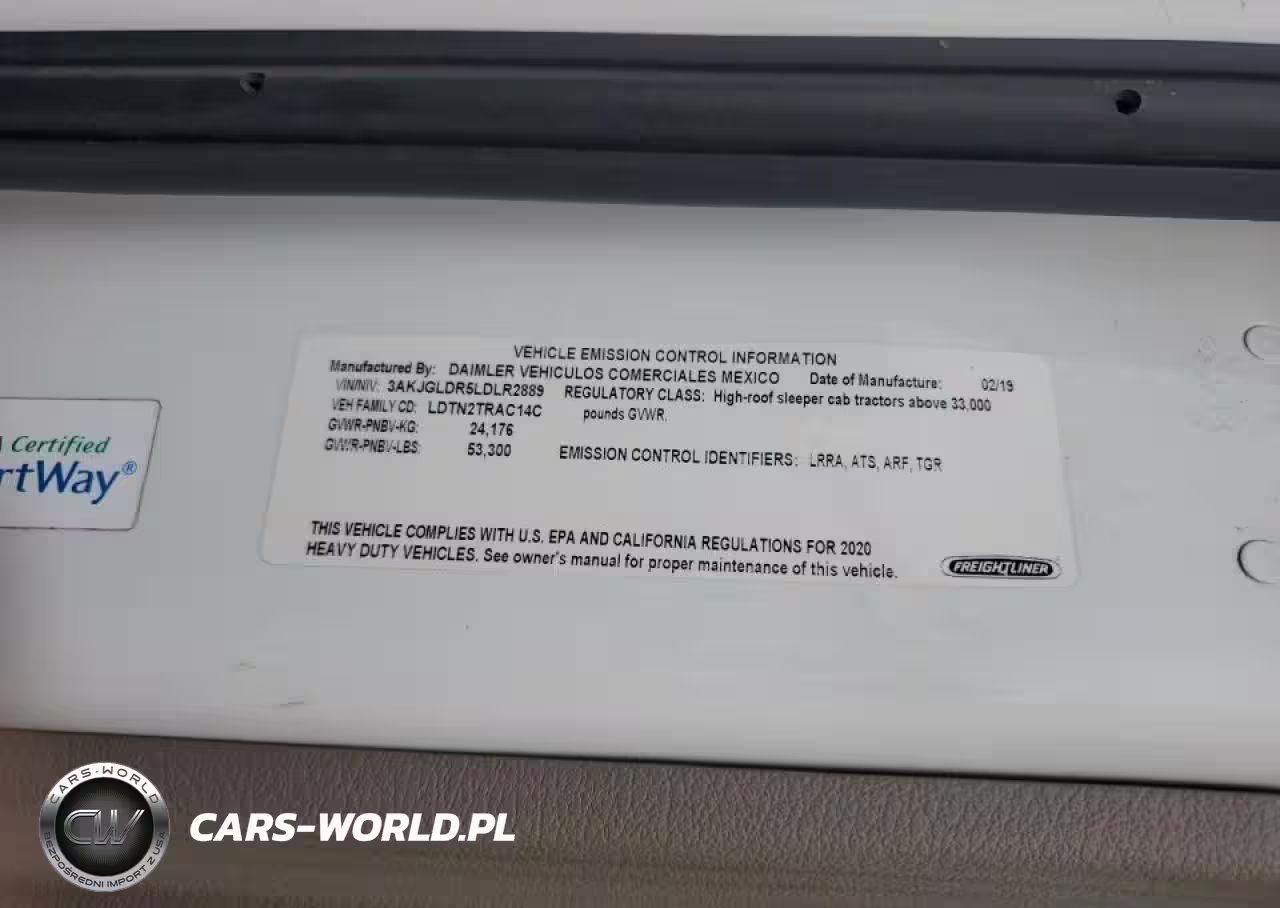 VEHICLE EMISSION CONTROL INFORMATION
Manufactured By: DAIMLER VEHICULOS COMERCIALES MEXICO Date of Manufacture: 02/19
VIN/NIV: 3AKJGLDR5LDLR2889 REGULATORY CLASS: High-roof sleeper cab tractors above 33,000
VEH FAMILY CD: LDTN2TRAC14C pounds GVWR.
GVWR-PNBV-KG: 24,176
GVWR-PNBV-LBS: 53,300 EMISSION CONTROL IDENTIFIERS: LRRA, ATS, ARF, TGR
A Certified
rtWay®
THIS VEHICLE COMPLIES WITH U.S. EPA AND CALIFORNIA REGULATIONS FOR 2020
HEAVY DUTY VEHICLES. See owner's manual for proper maintenance of this vehicle.
FREIGHTLINER
CARS-WORLD
CW
BEZPOŚREDNI IMPORT Z USA
CARS-WORLD.PL